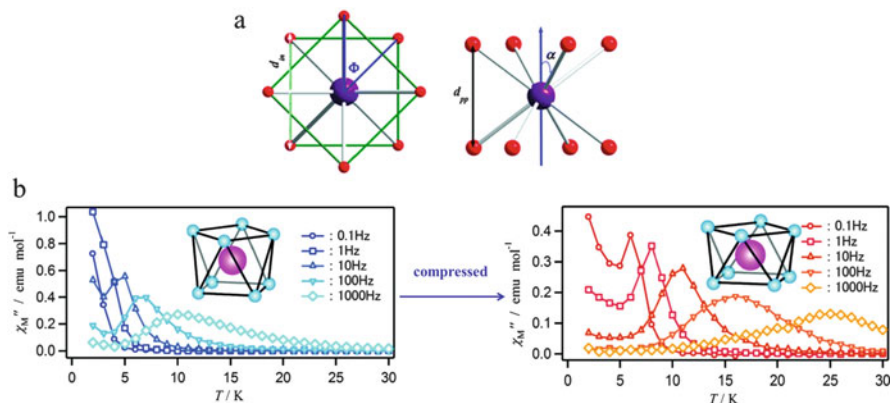 a
d_in
Φ
α
d_pp
b
1.0
0.8
0.6
0.4
0.2
0.0
χ_M″ / emu mol⁻¹
: 0.1Hz
: 1Hz
: 10Hz
: 100Hz
: 1000Hz
0 5 10 15 20 25 30
T / K
compressed
0.4
0.3
0.2
0.1
0.0
χ_M″ / emu mol⁻¹
: 0.1Hz
: 1Hz
: 10Hz
: 100Hz
: 1000Hz
0 5 10 15 20 25 30
T / K